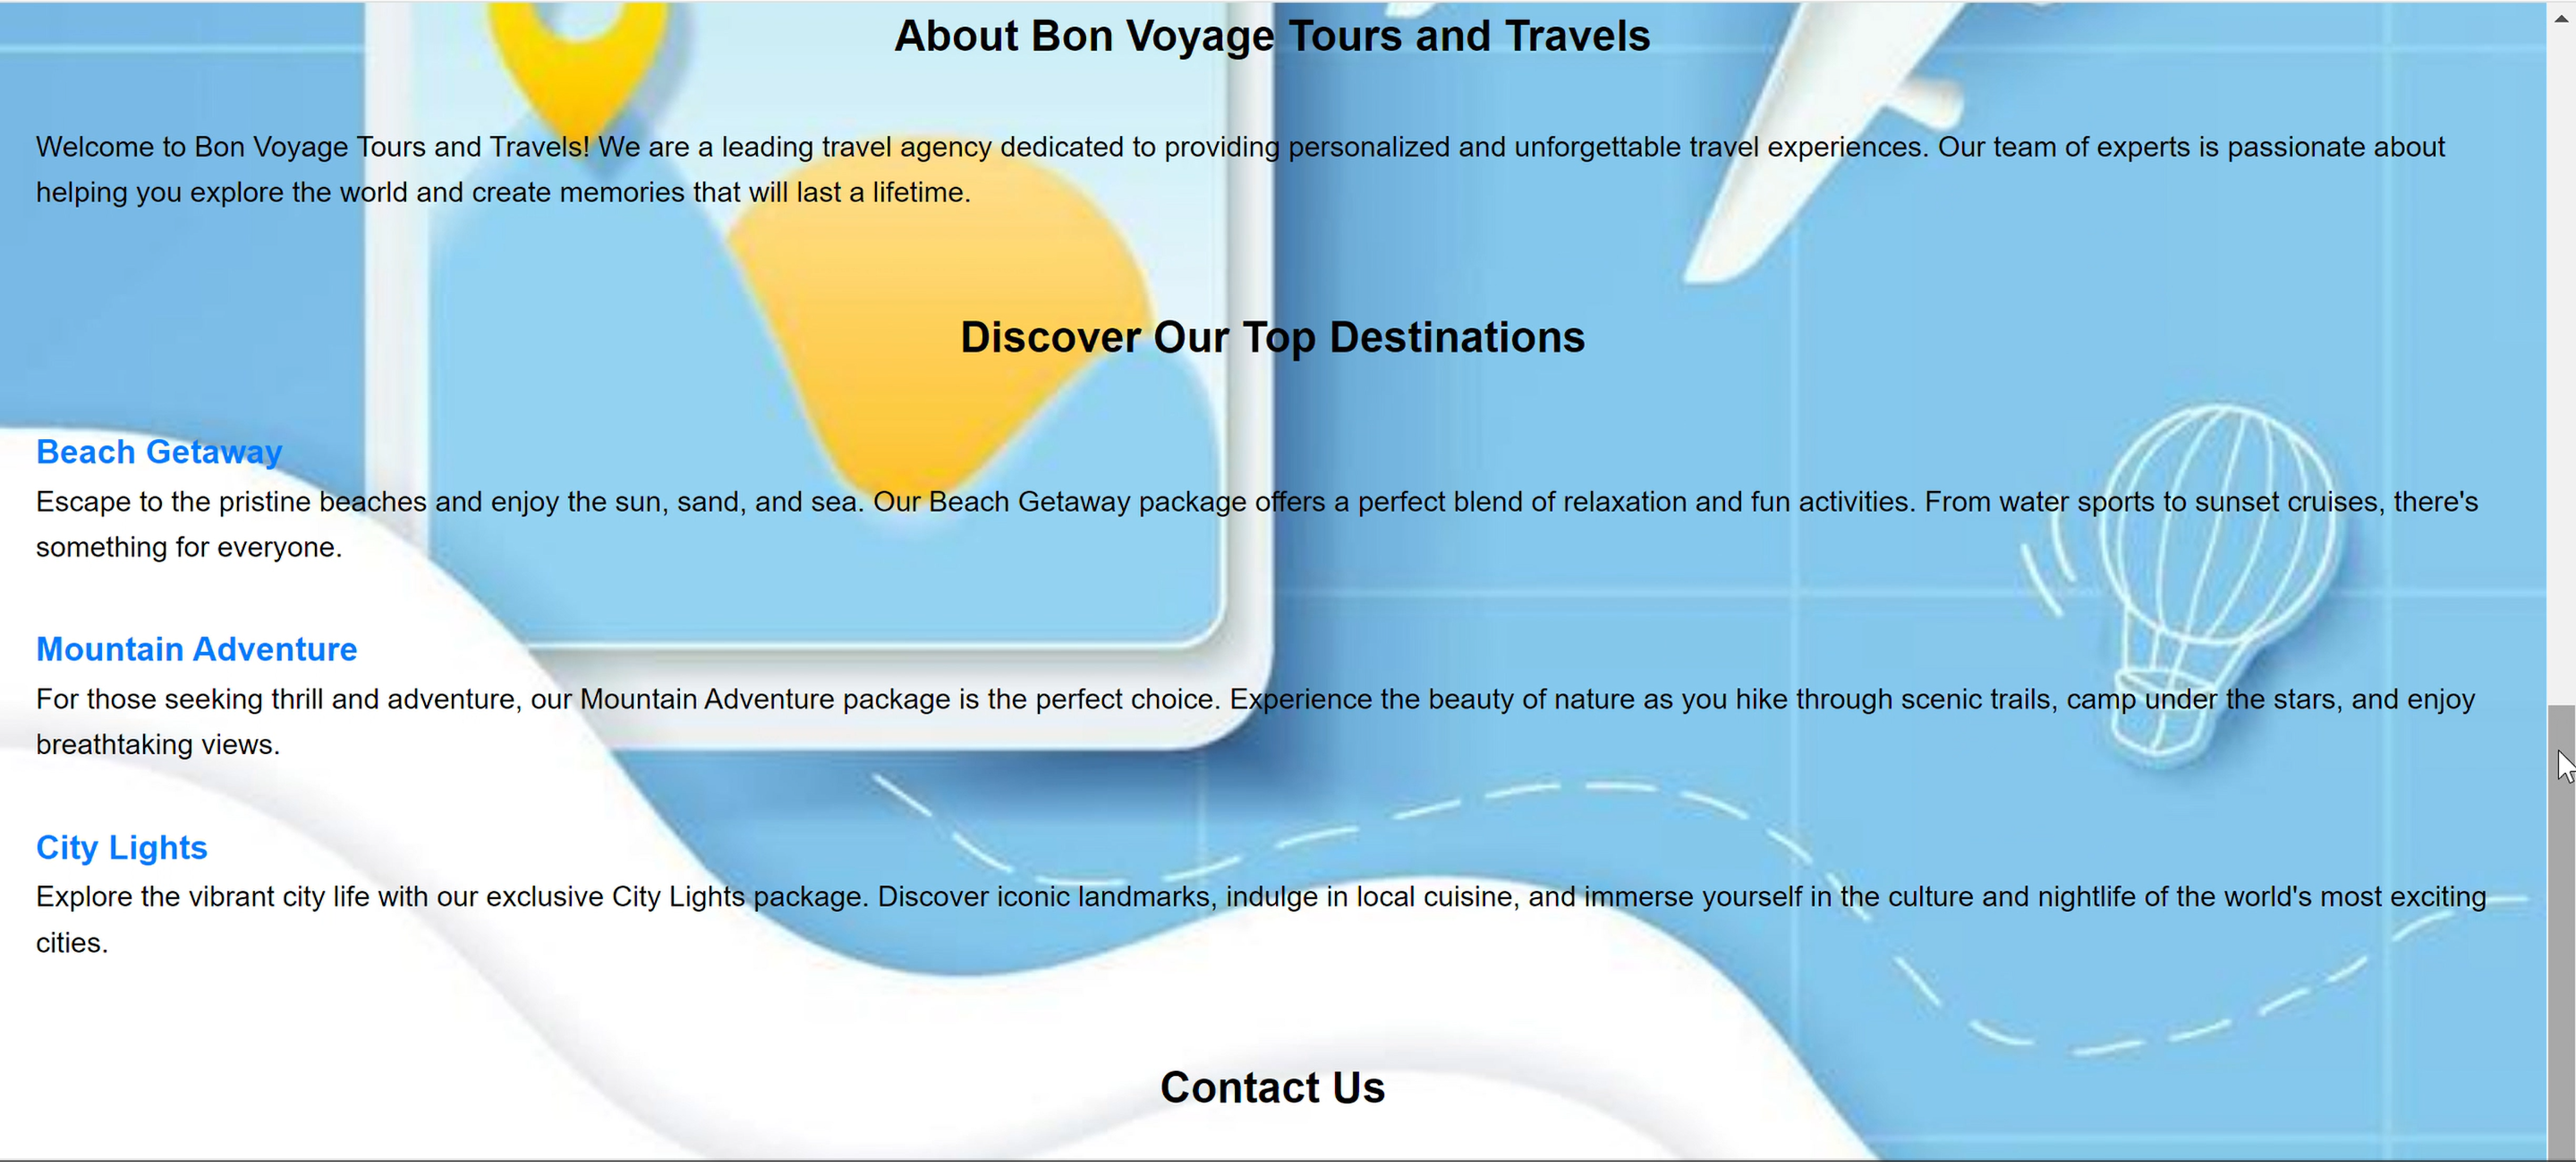 About Bon Voyage Tours and Travels
Welcome to Bon Voyage Tours and Travels! We are a leading travel agency dedicated to providing personalized and unforgettable travel experiences. Our team of experts is passionate about
helping you explore the world and create memories that will last a lifetime.
Discover Our Top Destinations
Beach Getaway
Escape to the pristine beaches and enjoy the sun, sand, and sea. Our Beach Getaway package offers a perfect blend of relaxation and fun activities. From water sports to sunset cruises, there's
something for everyone.
Mountain Adventure
For those seeking thrill and adventure, our Mountain Adventure package is the perfect choice. Experience the beauty of nature as you hike through scenic trails, camp under the stars, and enjoy
breathtaking views.
City Lights
Explore the vibrant city life with our exclusive City Lights package. Discover iconic landmarks, indulge in local cuisine, and immerse yourself in the culture and nightlife of the world's most exciting
cities.
Contact Us